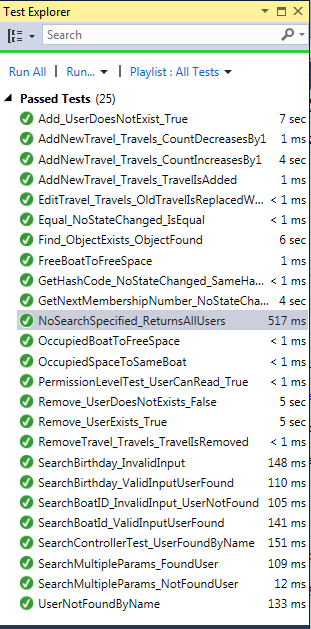 Test Explorer
Search
Run All | Run... | Playlist : All Tests
Passed Tests (25)
Add_UserDoesNotExist_True 7 sec
AddNewTravel_Travels_CountDecreasesBy1 1 ms
AddNewTravel_Travels_CountIncreasesBy1 4 sec
AddNewTravel_Travels_TravelIsAdded 1 ms
EditTravel_Travels_OldTravelIsReplacedW... < 1 ms
Equal_NoStateChanged_IsEqual < 1 ms
Find_ObjectExists_ObjectFound 6 sec
FreeBoatToFreeSpace 1 ms
GetHashCode_NoStateChanged_SameHa... < 1 ms
GetNextMembershipNumber_NoStateCha... 4 sec
NoSearchSpecified_ReturnsAllUsers 517 ms
OccupiedBoatToFreeSpace < 1 ms
OccupiedSpaceToSameBoat < 1 ms
PermissionLevelTest_UserCanRead_True < 1 ms
Remove_UserDoesNotExists_False 5 sec
Remove_UserExists_True 5 sec
RemoveTravel_Travels_TravelIsRemoved < 1 ms
SearchBirthday_InvalidInput 148 ms
SearchBirthday_ValidInputUserFound 110 ms
SearchBoatID_InvalidInput_UserNotFound 105 ms
SearchBoatId_ValidInputUserFound 141 ms
SearchControllerTest_UserFoundByName 151 ms
SearchMultipleParams_FoundUser 109 ms
SearchMultipleParams_NotFoundUser 12 ms
UserNotFoundByName 133 ms